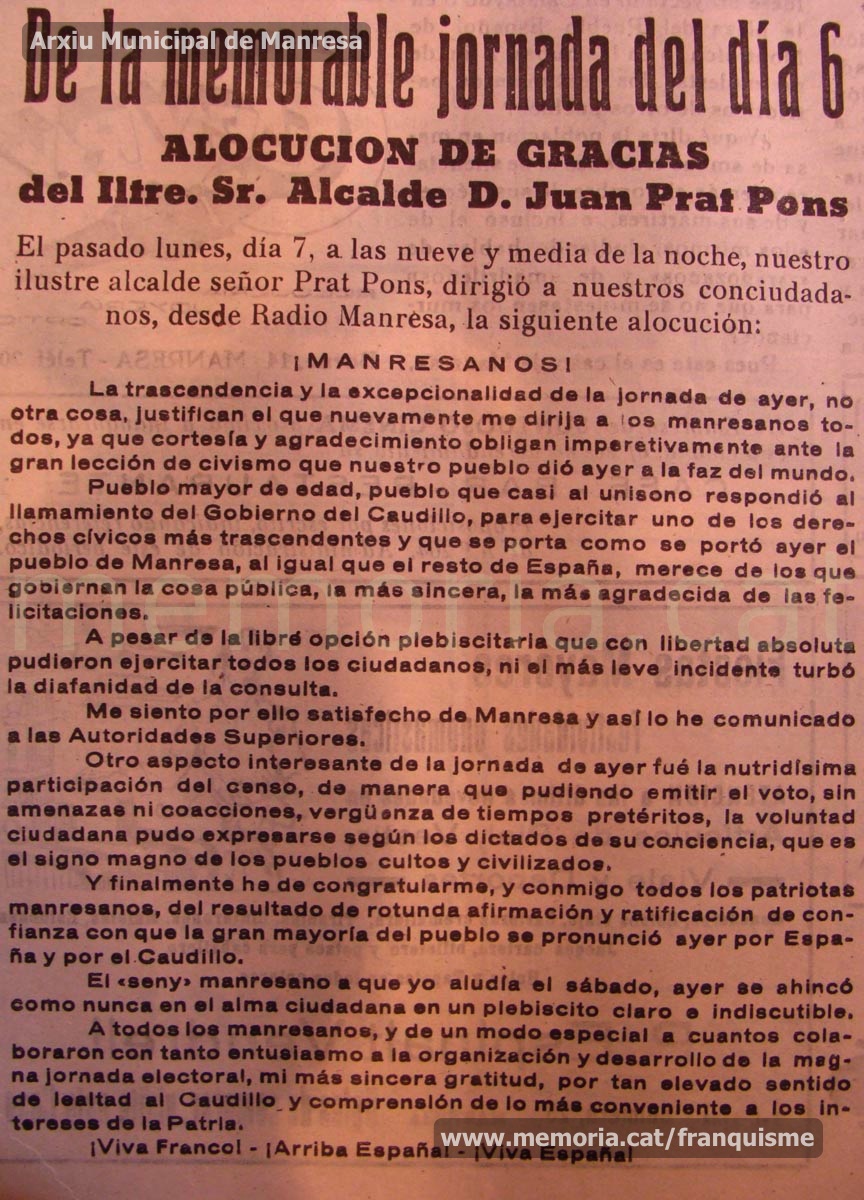 Arxiu Municipal de Manresa
De la memorable jornada del día 6
ALOCUCION DE GRACIAS
del Iltre. Sr. Alcalde D. Juan Prat Pons
El pasado lunes, día 7, a las nueve y media de la noche, nuestro
ilustre alcalde señor Prat Pons, dirigió a nuestros conciudada-
nos, desde Radio Manresa, la siguiente alocución:
¡MANRESANOS!
La trascendencia y la excepcionalidad de la jornada de ayer, no
otra cosa, justifican el que nuevamente me dirija a los manresanos to-
dos, ya que cortesía y agradecimiento obligan imperetivamente ante la
gran lección de civismo que nuestro pueblo dió ayer a la faz del mundo.
Pueblo mayor de edad, pueblo que casi al unisono respondió al
llamamiento del Gobierno del Caudillo, para ejercitar uno de los dere-
chos cívicos más trascendentes y que se porta como se portó ayer el
pueblo de Manresa, al igual que el resto de España, merece de los que
gobiernan la cosa pública, la más sincera, la más agradecida de las fe-
licitaciones.
A pesar de la libre opción plebiscitaria que con libertad absoluta
pudieron ejercitar todos los ciudadanos, ni el más leve incidente turbó
la diafanidad de la consulta.
Me siento por ello satisfecho de Manresa y así lo he comunicado
a las Autoridades Superiores.
Otro aspecto interesante de la jornada de ayer fué la nutridísima
participación del censo, de manera que pudiendo emitir el voto, sin
amenazas ni coacciones, vergüenza de tiempos pretéritos, la voluntad
ciudadana pudo expresarse según los dictados de su conciencia, que es
el signo magno de los pueblos cultos y civilizados.
Y finalmente he de congratularme, y conmigo todos los patriotas
manresanos, del resultado de rotunda afirmación y ratificación de con-
fianza con que la gran mayoría del pueblo se pronunció ayer por Espa-
ña y por el Caudillo.
El «seny» manresano a que yo aludía el sábado, ayer se ahincó
como nunca en el alma ciudadana en un plebiscito claro e indiscutible.
A todos los manresanos, y de un modo especial a cuantos cola-
boraron con tanto entusiasmo a la organización y desarrollo de la mag-
na jornada electoral, mi más sincera gratitud, por tan elevado sentido
de lealtad al Caudillo y comprensión de lo más conveniente a los in-
tereses de la Patria.
¡Viva Franco! - ¡Arriba España! - ¡Viva España!
www.memoria.cat/franquisme